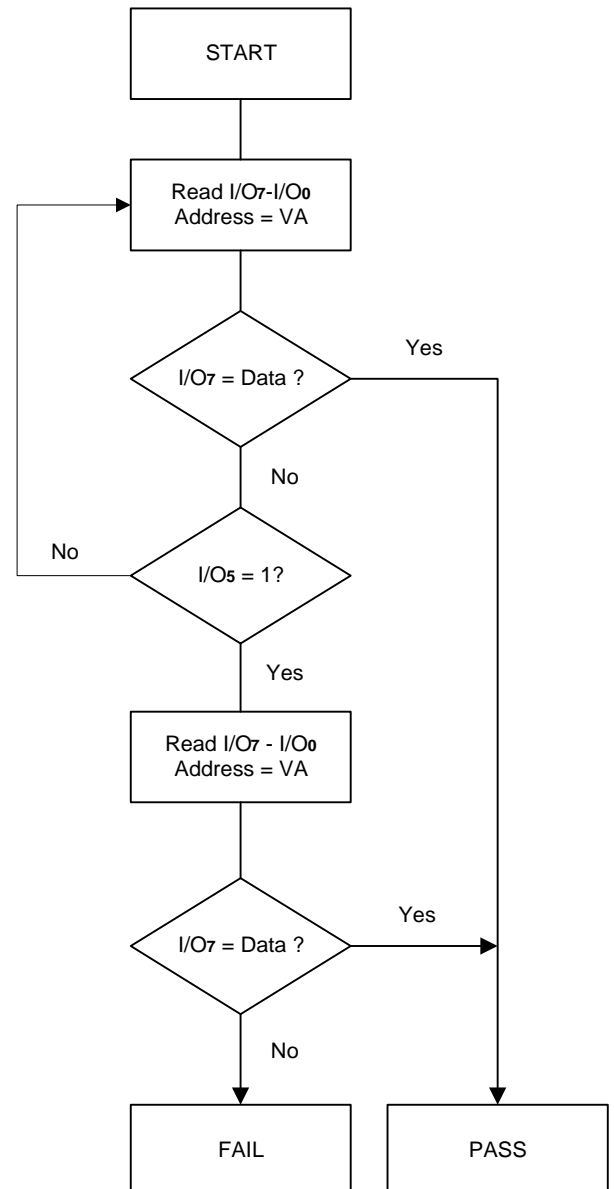 START
Read I/O7-I/O0
Address = VA
I/O7 = Data ?
Yes
No
No
I/O5 = 1?
Yes
Read I/O7 - I/O0
Address = VA
I/O7 = Data ?
Yes
No
FAIL
PASS